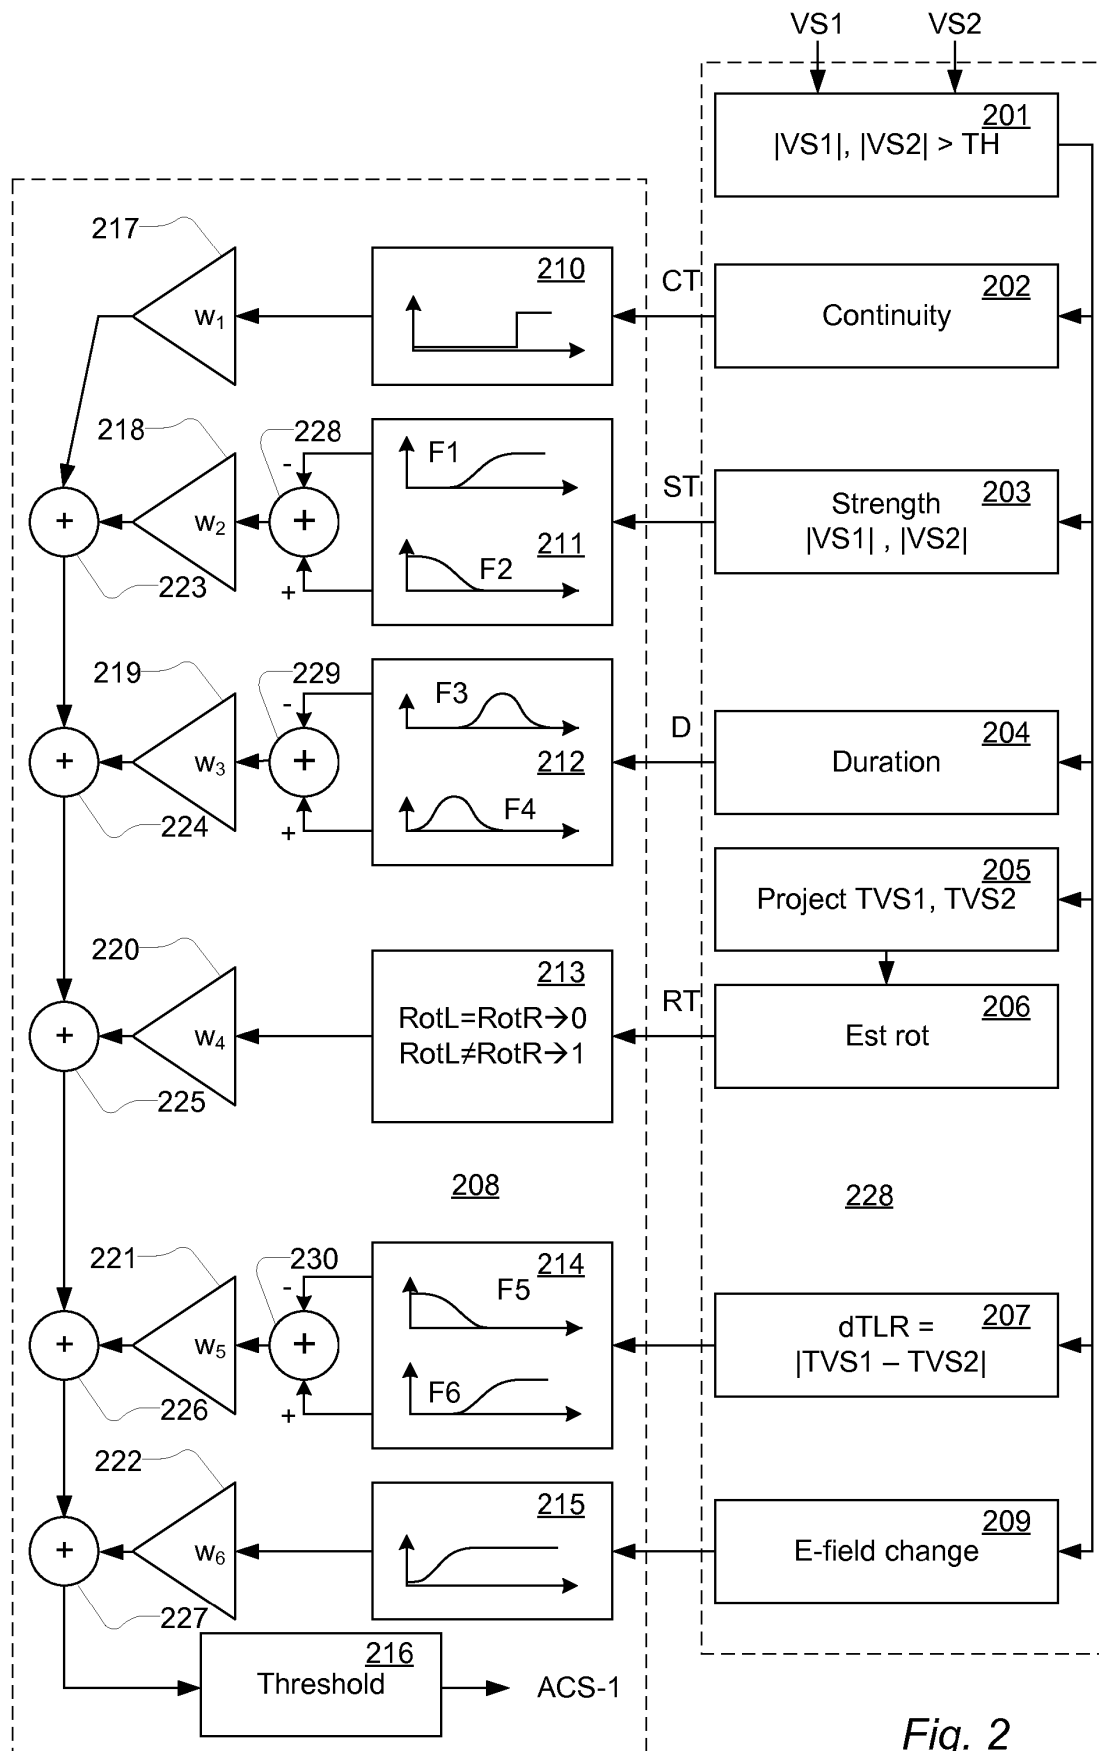 VS1 VS2
201
|VS1|, |VS2| > TH
217
210
CT
202
w1
Continuity
218
228
-
F1
ST
203
+
w2
+
Strength
|VS1| , |VS2|
211
F2
223
+
219
229
-
F3
D
204
+
w3
+
212
Duration
F4
224
+
205
Project TVS1, TVS2
220
213
RT
206
RotL=RotR→0
+
w4
RotL≠RotR→1
Est rot
225
208
228
221
230
214
-
F5
207
dTLR =
+
w5
+
|TVS1 – TVS2|
F6
226
+
222
215
209
+
w6
E-field change
227
216
Threshold
ACS-1
Fig. 2